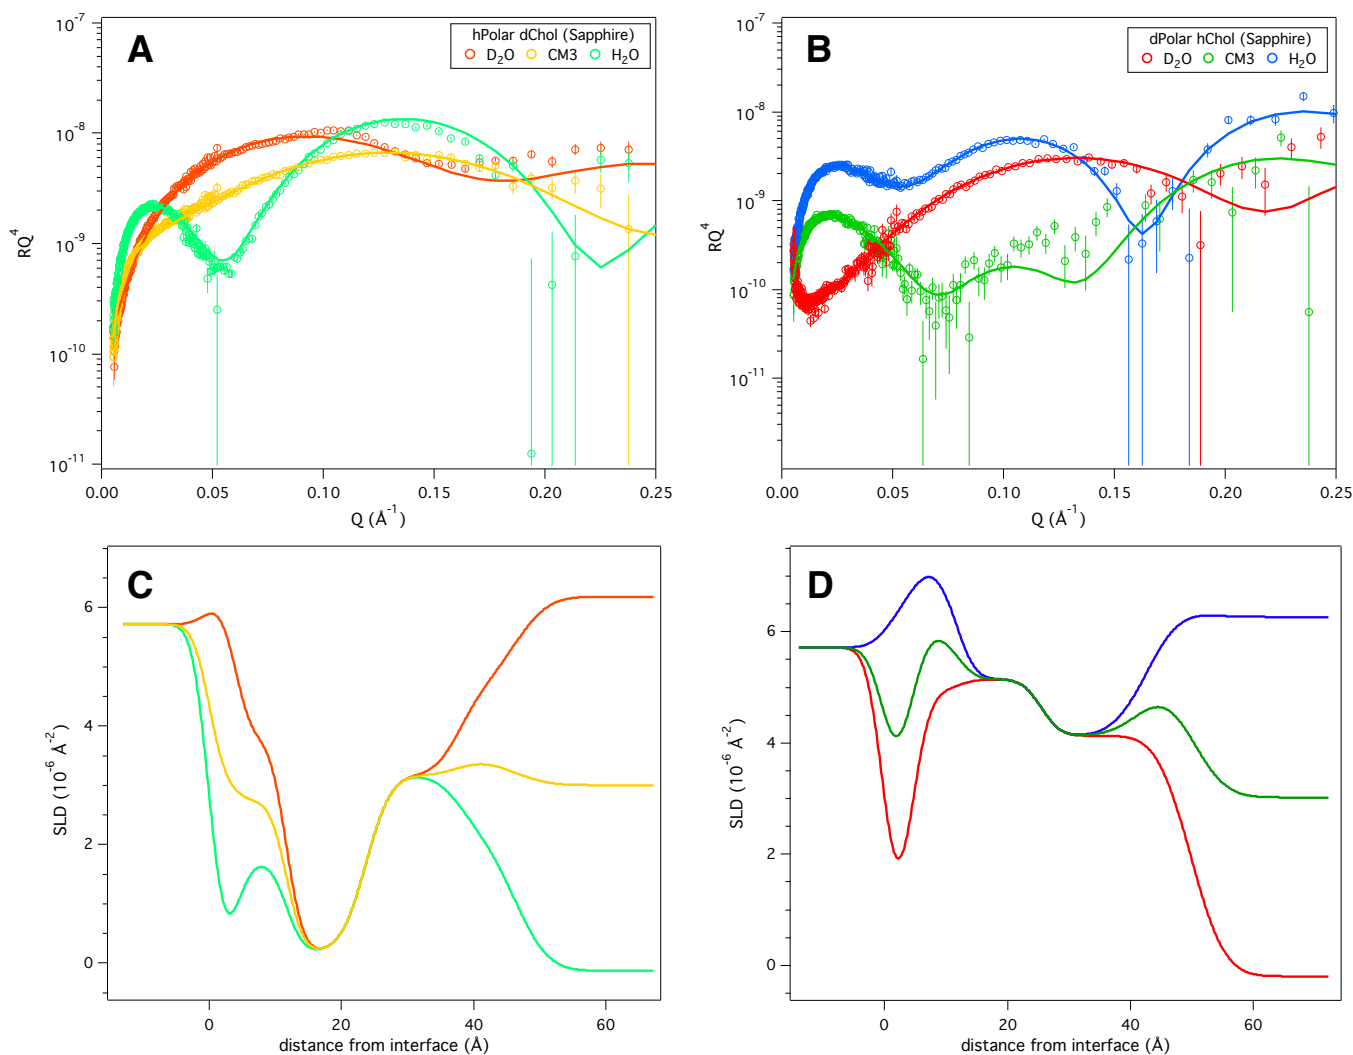 A
hPolar dChol (Sapphire)
D₂O CM3 H₂O
RQ⁴
10⁻⁷
10⁻⁸
10⁻⁹
10⁻¹⁰
10⁻¹¹
0.00 0.05 0.10 0.15 0.20 0.25
Q (Å⁻¹)
B
dPolar hChol (Sapphire)
D₂O CM3 H₂O
RQ⁴
10⁻⁷
10⁻⁸
10⁻⁹
10⁻¹⁰
10⁻¹¹
0.00 0.05 0.10 0.15 0.20 0.25
Q (Å⁻¹)
C
SLD (10⁻⁶ Å⁻²)
6
4
2
0
0 20 40 60
distance from interface (Å)
D
SLD (10⁻⁶ Å⁻²)
6
4
2
0
0 20 40 60
distance from interface (Å)